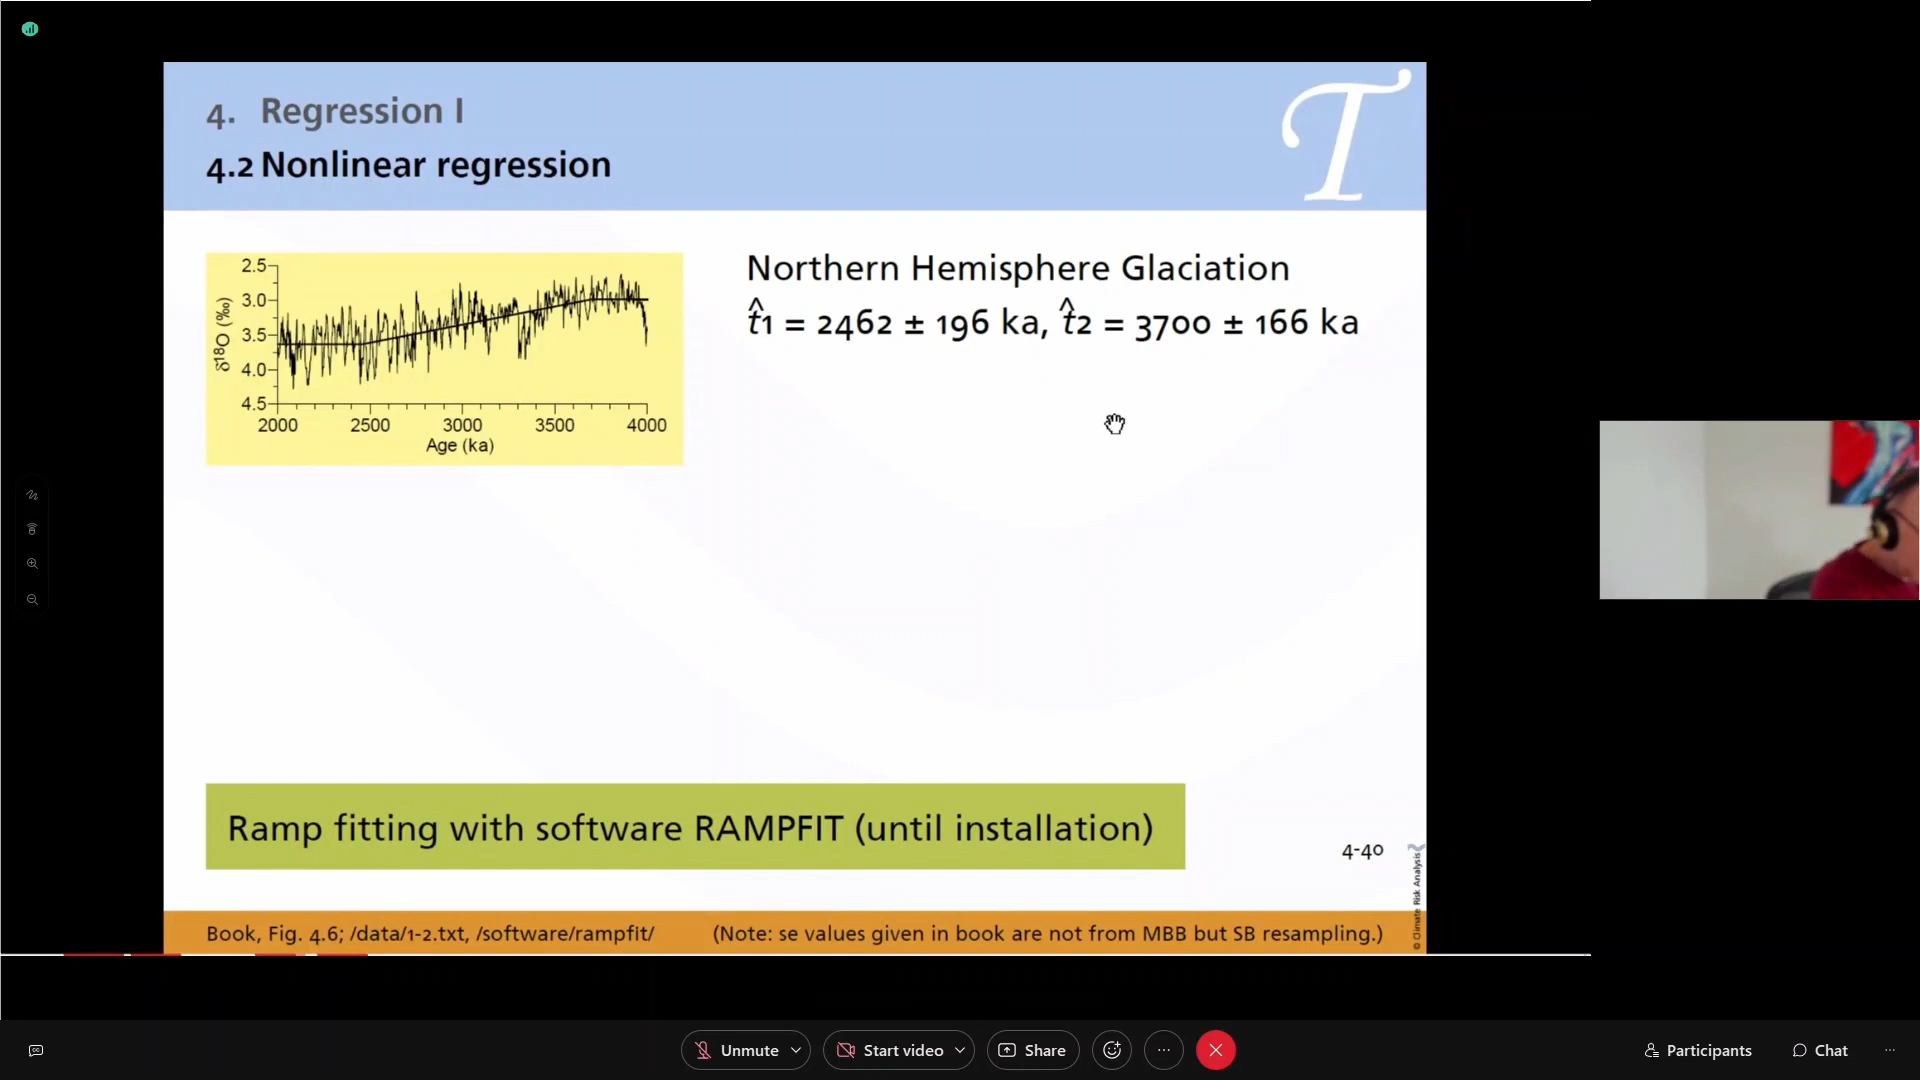 4. Regression I
4.2 Nonlinear regression
T
2.5
3.0
3.5
4.0
4.5
δ18O (‰)
2000 2500 3000 3500 4000
Age (ka)
Northern Hemisphere Glaciation
t̂1 = 2462 ± 196 ka, t̂2 = 3700 ± 166 ka
Ramp fitting with software RAMPFIT (until installation)
4-40
© Climate Risk Analysis
Book, Fig. 4.6; /data/1-2.txt, /software/rampfit/ (Note: se values given in book are not from MBB but SB resampling.)
Unmute Start video Share Participants Chat